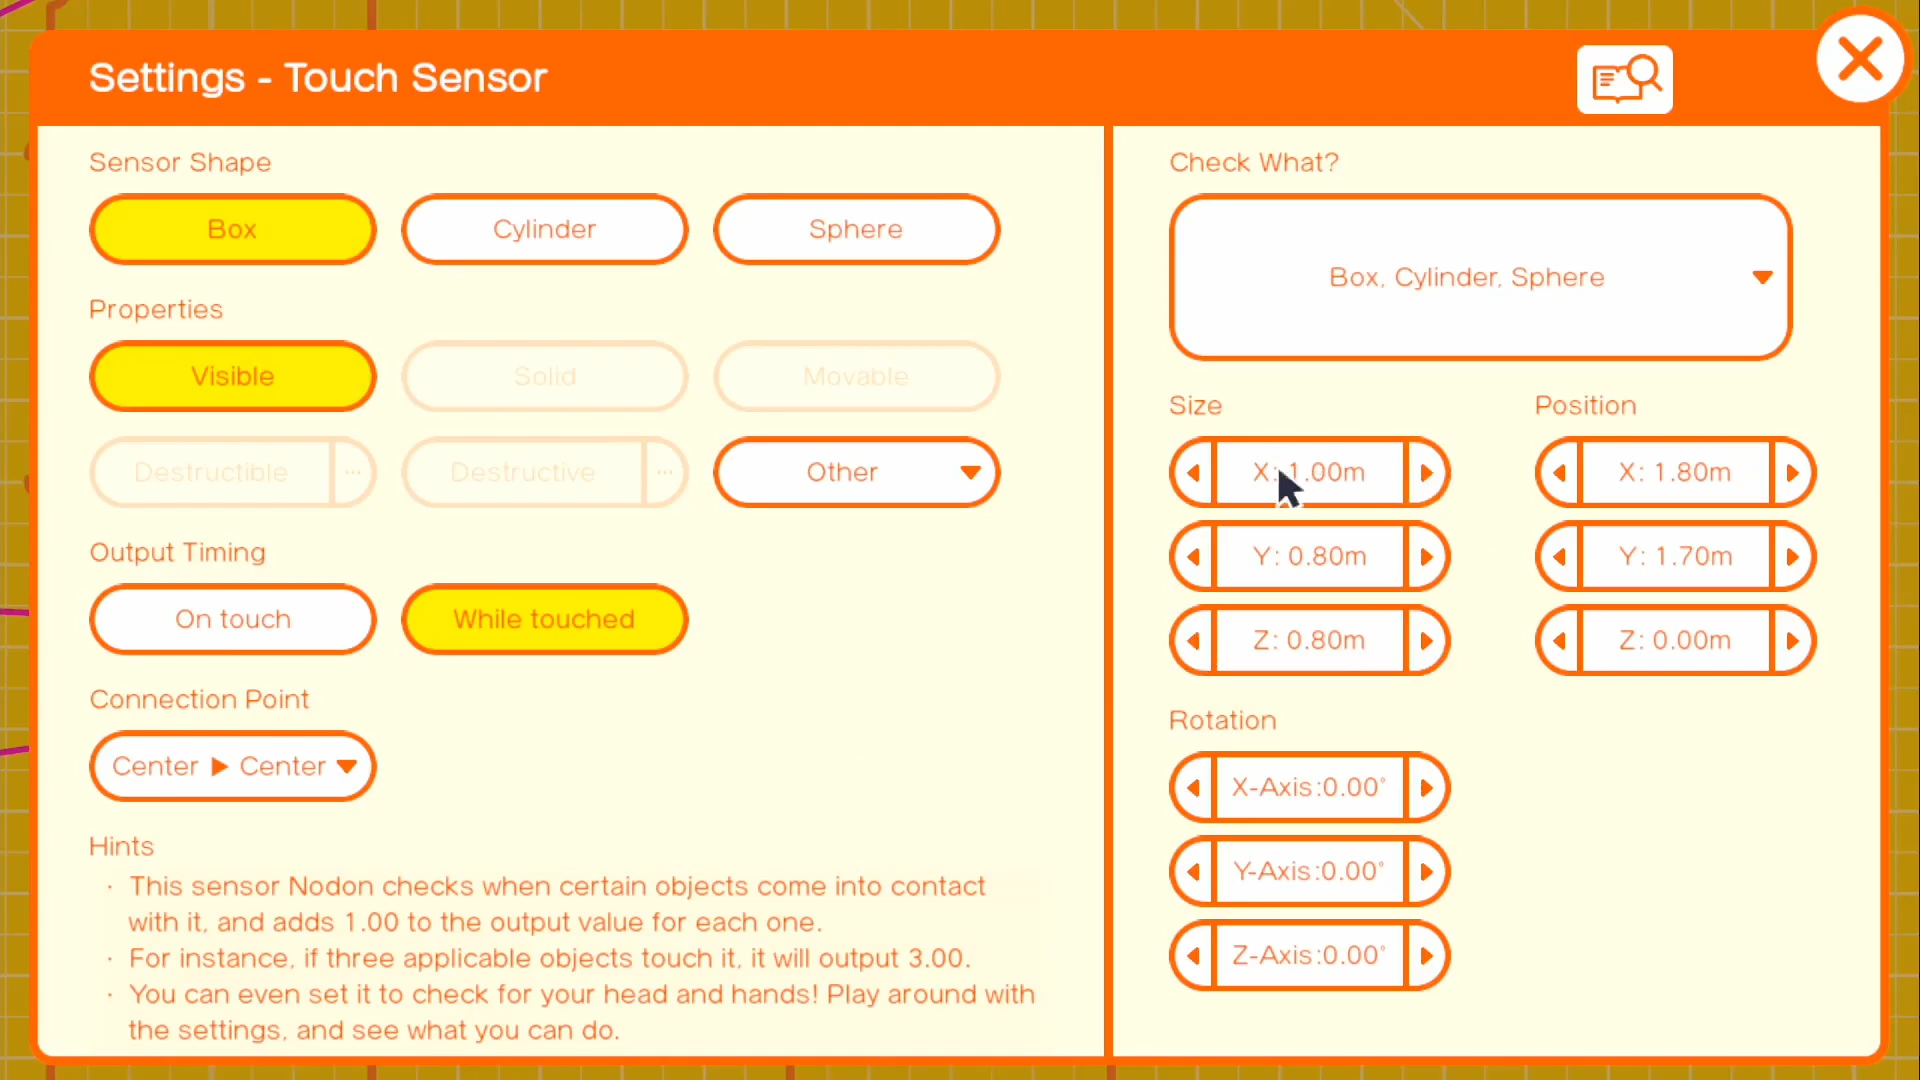 Settings - Touch Sensor
Sensor Shape
Box
Cylinder
Sphere
Properties
Visible
Solid
Movable
Destructible
...
Destructive
...
Other
Output Timing
On touch
While touched
Connection Point
Center ▶ Center
Hints
· This sensor Nodon checks when certain objects come into contact
with it, and adds 1.00 to the output value for each one.
· For instance, if three applicable objects touch it, it will output 3.00.
· You can even set it to check for your head and hands! Play around with
the settings, and see what you can do.
Check What?
Box, Cylinder, Sphere
Size
X: 1.00m
Y: 0.80m
Z: 0.80m
Position
X: 1.80m
Y: 1.70m
Z: 0.00m
Rotation
X-Axis:0.00°
Y-Axis:0.00°
Z-Axis:0.00°